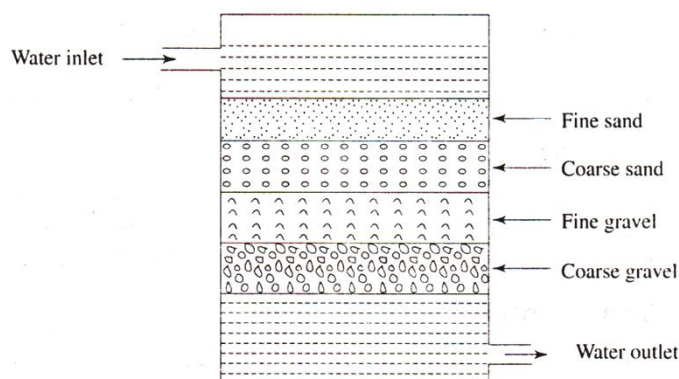 Water inlet
Fine sand
Coarse sand
Fine gravel
Coarse gravel
Water outlet